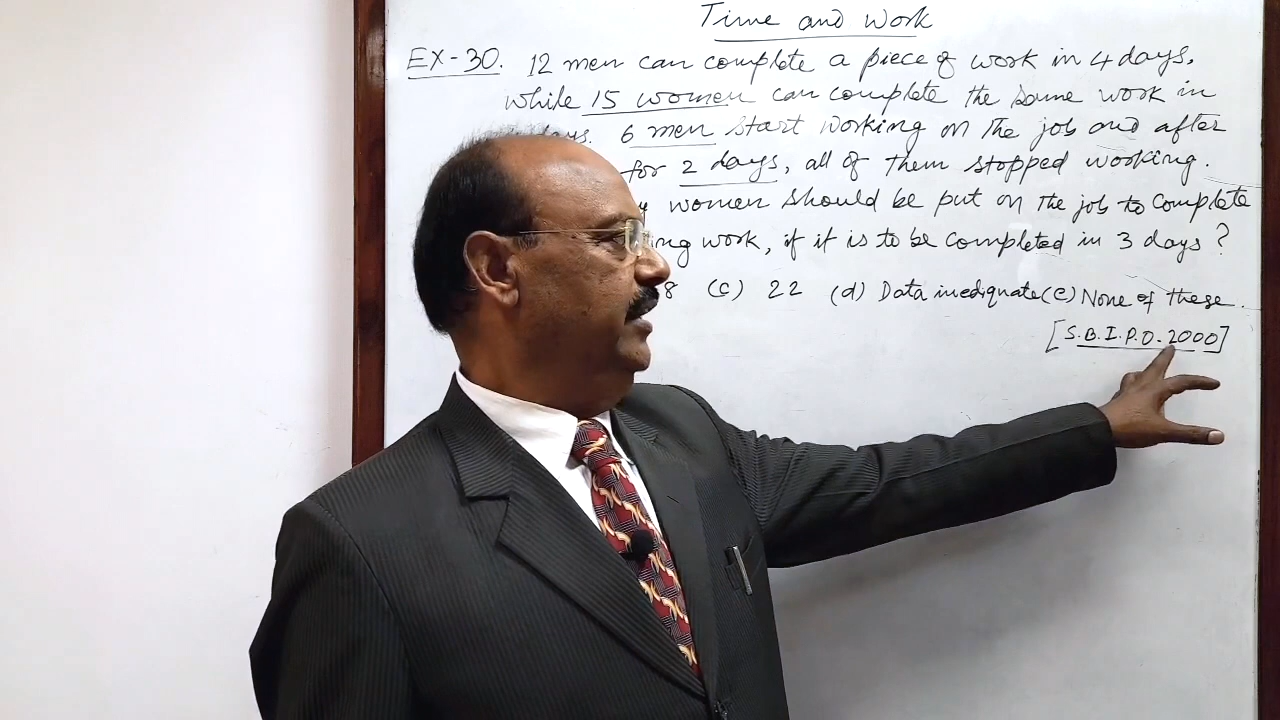 Time and Work
EX-30. 12 men can complete a piece of work in 4 days,
while 15 women can complete the same work in
days. 6 men start working on the job and after
for 2 days, all of them stopped working.
women should be put on the job to complete
work, if it is to be completed in 3 days ?
8 (c) 22 (d) Data inediquate (e) None of these.
[S.B.I.P.O. 2000]